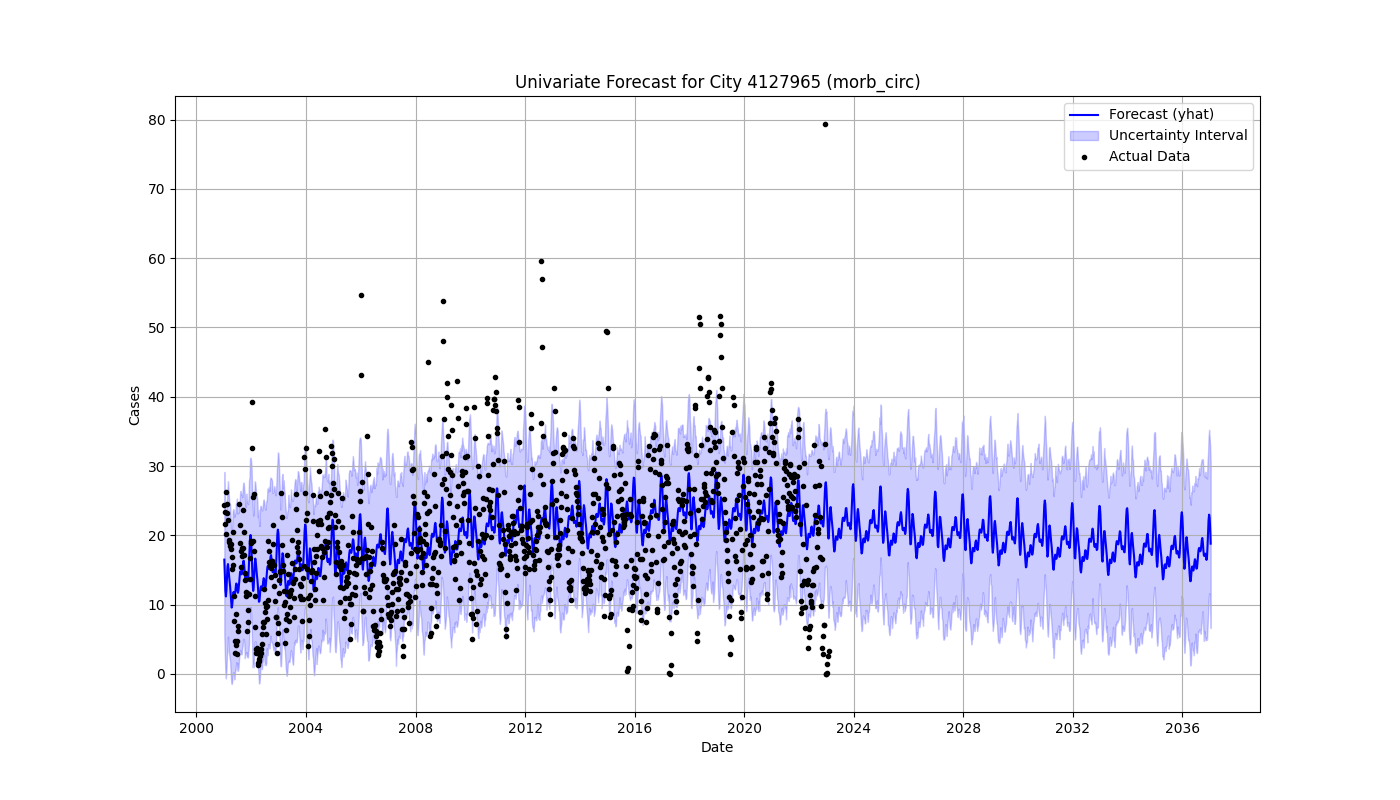 Univariate Forecast for City 4127965 (morb_circ)
Forecast (yhat)
Uncertainty Interval
Actual Data
Cases
80
70
60
50
40
30
20
10
0
2000 2004 2008 2012 2016 2020 2024 2028 2032 2036
Date